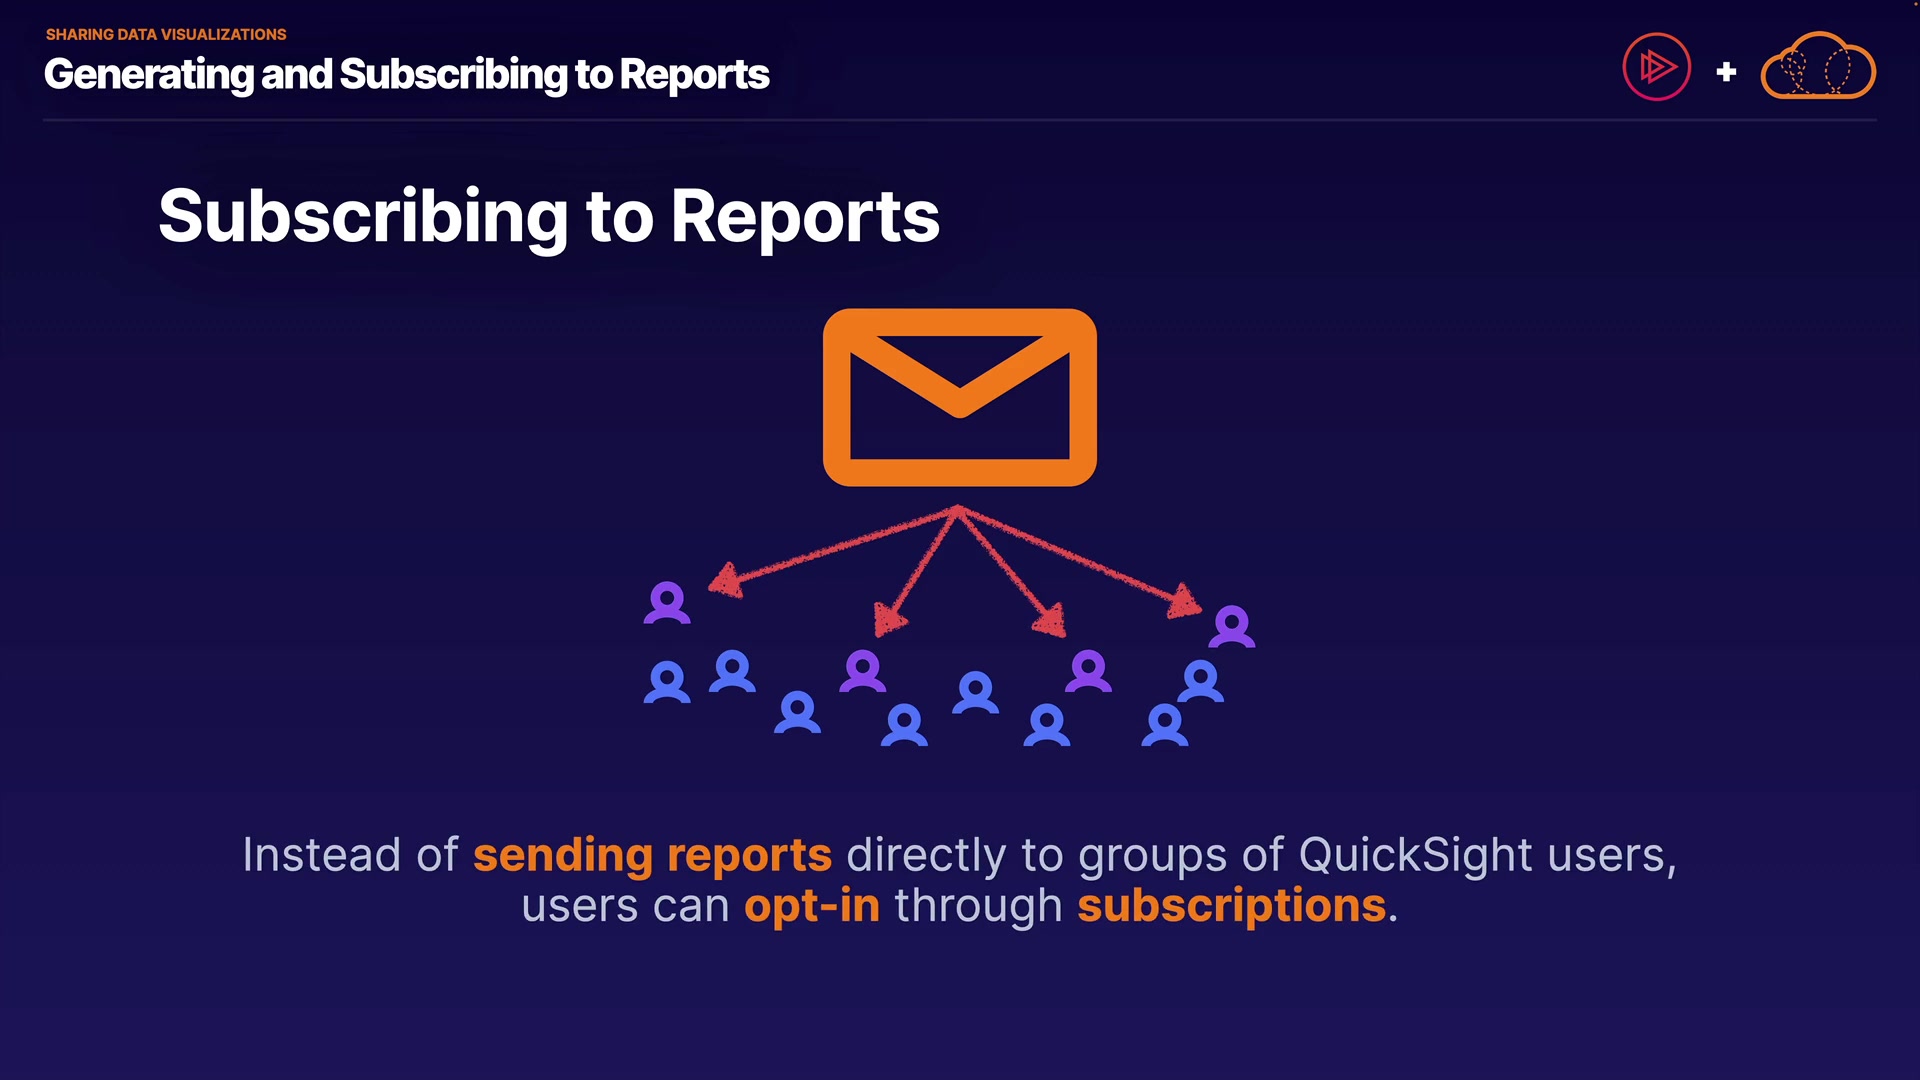 SHARING DATA VISUALIZATIONS
Generating and Subscribing to Reports
+
Subscribing to Reports
Instead of sending reports directly to groups of QuickSight users,
users can opt-in through subscriptions.